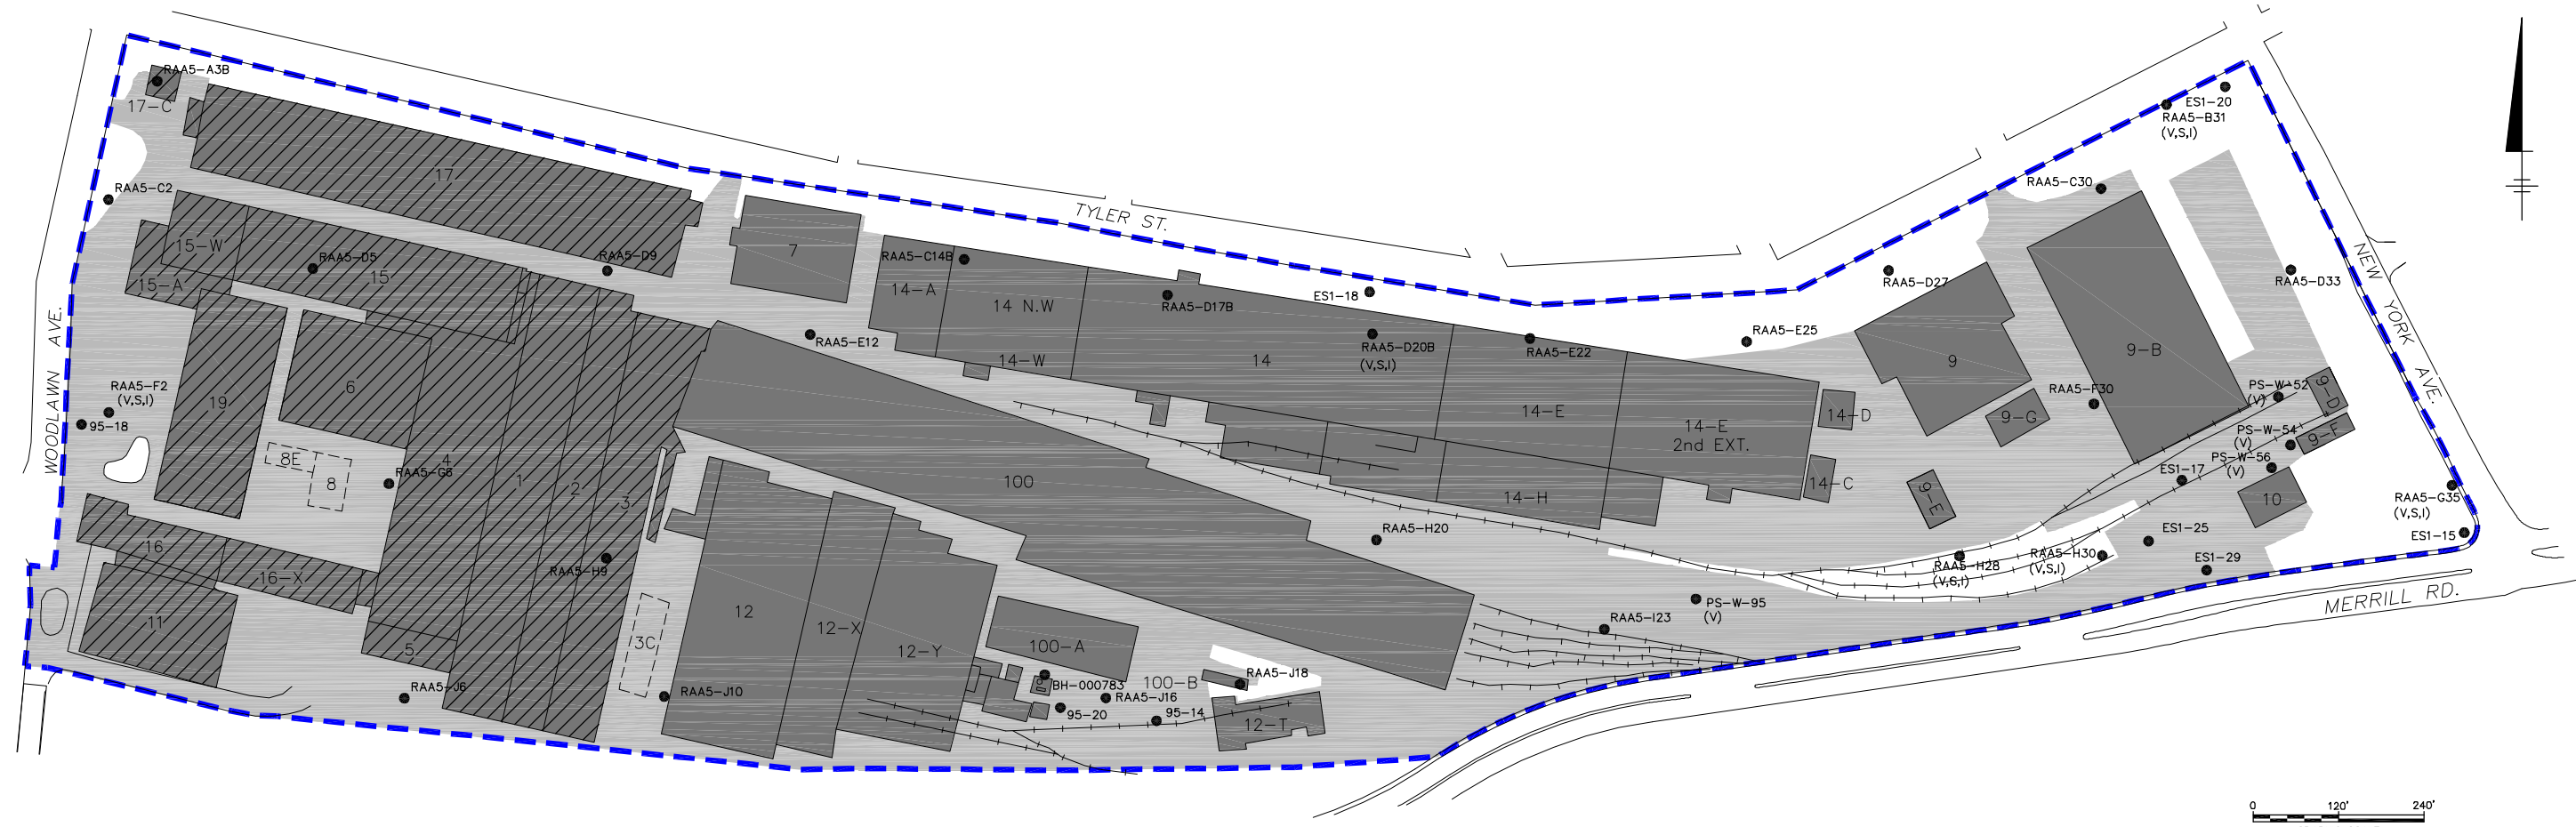 RAA5-A3B
17-C
ES1-20
RAA5-B31
(V,S,I)
17
RAA5-C2
RAA5-C30
TYLER ST.
15-W
RAA5-D5
15
15-A
RAA5-D9
7
RAA5-C14B
14-A
14 N.W
RAA5-D17B
ES1-18
RAA5-D27
RAA5-D33
NEW YORK AVE.
WOODLAWN AVE.
RAA5-E12
14-W
14
RAA5-D20B
(V,S,I)
RAA5-E22
RAA5-E25
9
9-B
RAA5-F2
(V,S,I)
95-18
19
6
14-E
14-E
2nd EXT.
14-D
9-G
RAA5-F30
PS-W-52
(V)
9-D
PS-W-54
(V)
9-F
PS-W-56
(V)
8E
8
RAA5-G6
4
1
2
3
100
14-H
14-C
9-E
ES1-17
10
RAA5-G35
(V,S,I)
ES1-15
16
16-X
RAA5-H9
RAA5-H20
RAA5-H28
(V,S,I)
RAA5-H30
(V,S,I)
ES1-25
ES1-29
MERRILL RD.
11
5
3C
12
12-X
12-Y
100-A
100-B
RAA5-I23
PS-W-95
(V)
RAA5-J6
RAA5-J10
BH-000783
RAA5-J16
95-20
95-14
RAA5-J18
12-T
0 120' 240'